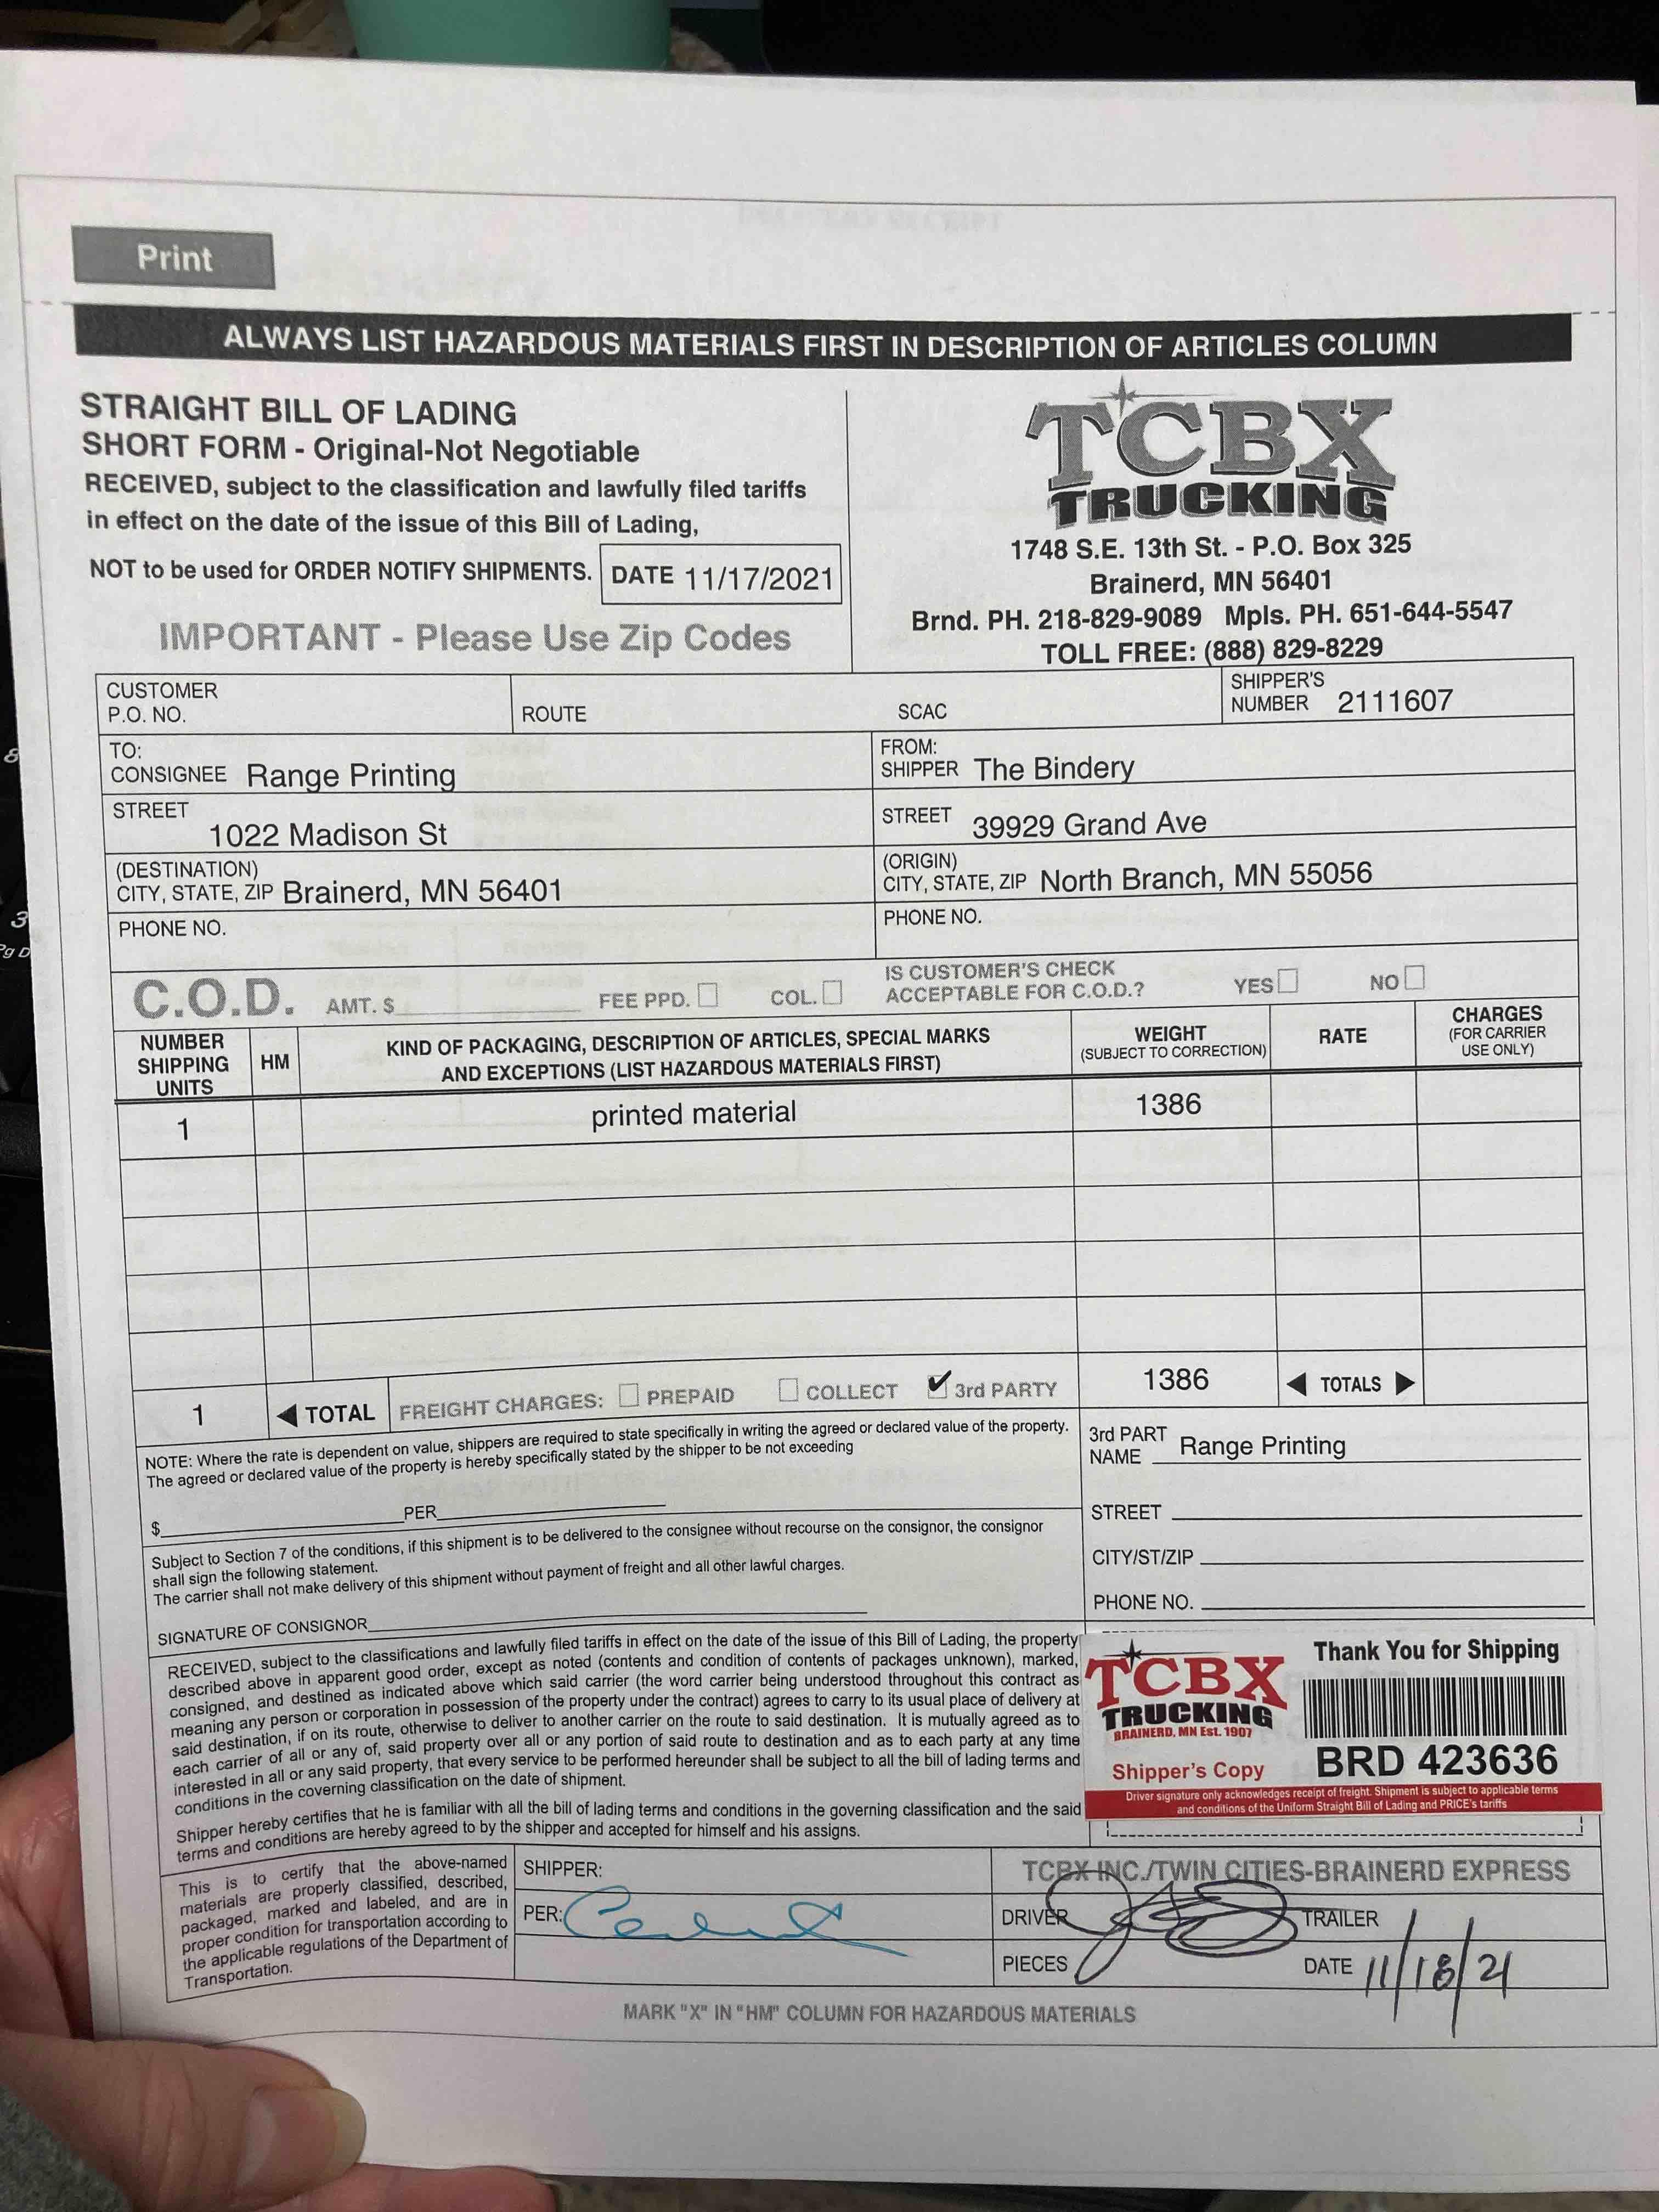 Print
ALWAYS LIST HAZARDOUS MATERIALS FIRST IN DESCRIPTION OF ARTICLES COLUMN
STRAIGHT BILL OF LADING
SHORT FORM - Original-Not Negotiable
RECEIVED, subject to the classification and lawfully filed tariffs
in effect on the date of the issue of this Bill of Lading,
NOT to be used for ORDER NOTIFY SHIPMENTS. DATE 11/17/2021
IMPORTANT - Please Use Zip Codes
TCBX
TRUCKING
1748 S.E. 13th St. - P.O. Box 325
Brainerd, MN 56401
Brnd. PH. 218-829-9089 Mpls. PH. 651-644-5547
TOLL FREE: (888) 829-8229
CUSTOMER
P.O. NO.
ROUTE
SCAC
SHIPPER'S
NUMBER 2111607
TO:
CONSIGNEE Range Printing
FROM:
SHIPPER The Bindery
STREET
1022 Madison St
STREET 39929 Grand Ave
(DESTINATION)
CITY, STATE, ZIP Brainerd, MN 56401
(ORIGIN)
CITY, STATE, ZIP North Branch, MN 55056
PHONE NO.
PHONE NO.
C.O.D. AMT. $ FEE PPD. COL.
IS CUSTOMER'S CHECK
ACCEPTABLE FOR C.O.D.? YES NO
NUMBER
SHIPPING
UNITS
HM
KIND OF PACKAGING, DESCRIPTION OF ARTICLES, SPECIAL MARKS
AND EXCEPTIONS (LIST HAZARDOUS MATERIALS FIRST)
WEIGHT
(SUBJECT TO CORRECTION)
RATE
CHARGES
(FOR CARRIER
USE ONLY)
1 printed material 1386
1 ◀ TOTAL FREIGHT CHARGES: PREPAID COLLECT ✔ 3rd PARTY 1386 ◀ TOTALS ▶
NOTE: Where the rate is dependent on value, shippers are required to state specifically in writing the agreed or declared value of the property.
The agreed or declared value of the property is hereby specifically stated by the shipper to be not exceeding
$ PER
Subject to Section 7 of the conditions, if this shipment is to be delivered to the consignee without recourse on the consignor, the consignor
shall sign the following statement.
The carrier shall not make delivery of this shipment without payment of freight and all other lawful charges.
SIGNATURE OF CONSIGNOR
3rd PART
NAME Range Printing
STREET
CITY/ST/ZIP
PHONE NO.
RECEIVED, subject to the classifications and lawfully filed tariffs in effect on the date of the issue of this Bill of Lading, the property
described above in apparent good order, except as noted (contents and condition of contents of packages unknown), marked,
consigned, and destined as indicated above which said carrier (the word carrier being understood throughout this contract as
meaning any person or corporation in possession of the property under the contract) agrees to carry to its usual place of delivery at
said destination, if on its route, otherwise to deliver to another carrier on the route to said destination. It is mutually agreed as to
each carrier of all or any of, said property over all or any portion of said route to destination and as to each party at any time
interested in all or any said property, that every service to be performed hereunder shall be subject to all the bill of lading terms and
conditions in the governing classification on the date of shipment.
Shipper hereby certifies that he is familiar with all the bill of lading terms and conditions in the governing classification and the said
terms and conditions are hereby agreed to by the shipper and accepted for himself and his assigns.
TCBX
TRUCKING
BRAINERD, MN Est. 1907
Shipper's Copy
Thank You for Shipping
BRD 423636
Driver signature only acknowledges receipt of freight. Shipment is subject to applicable terms
and conditions of the Uniform Straight Bill of Lading and PRICE's tariffs
This is to certify that the above-named
materials are properly classified, described,
packaged, marked and labeled, and are in
proper condition for transportation according to
the applicable regulations of the Department of
Transportation.
SHIPPER:
PER:
TCBX INC./TWIN CITIES-BRAINERD EXPRESS
DRIVER TRAILER
PIECES DATE 11/18/21
MARK "X" IN "HM" COLUMN FOR HAZARDOUS MATERIALS